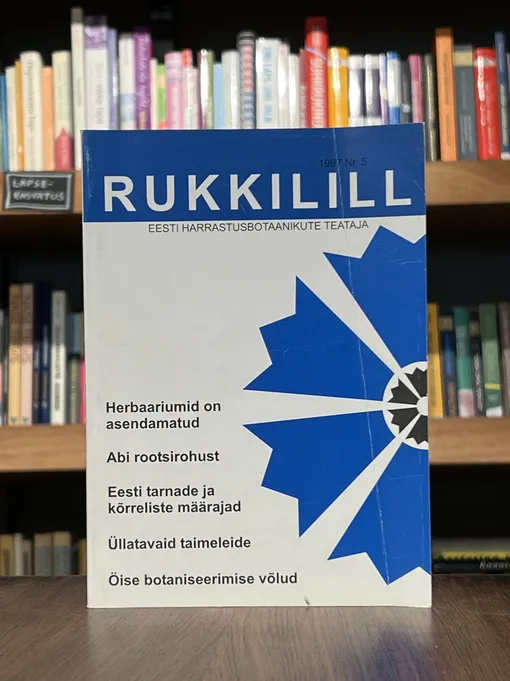 1997 Nr. 5
RUKKILILL
EESTI HARRASTUSBOTAANIKUTE TEATAJA
Herbaariumid on
asendamatud
Abi rootsirohust
Eesti tarnade ja
kõrreliste määrajad
Üllatavaid taimeleide
Öise botaniseerimise võlud
LAPSE-
KASVATUS